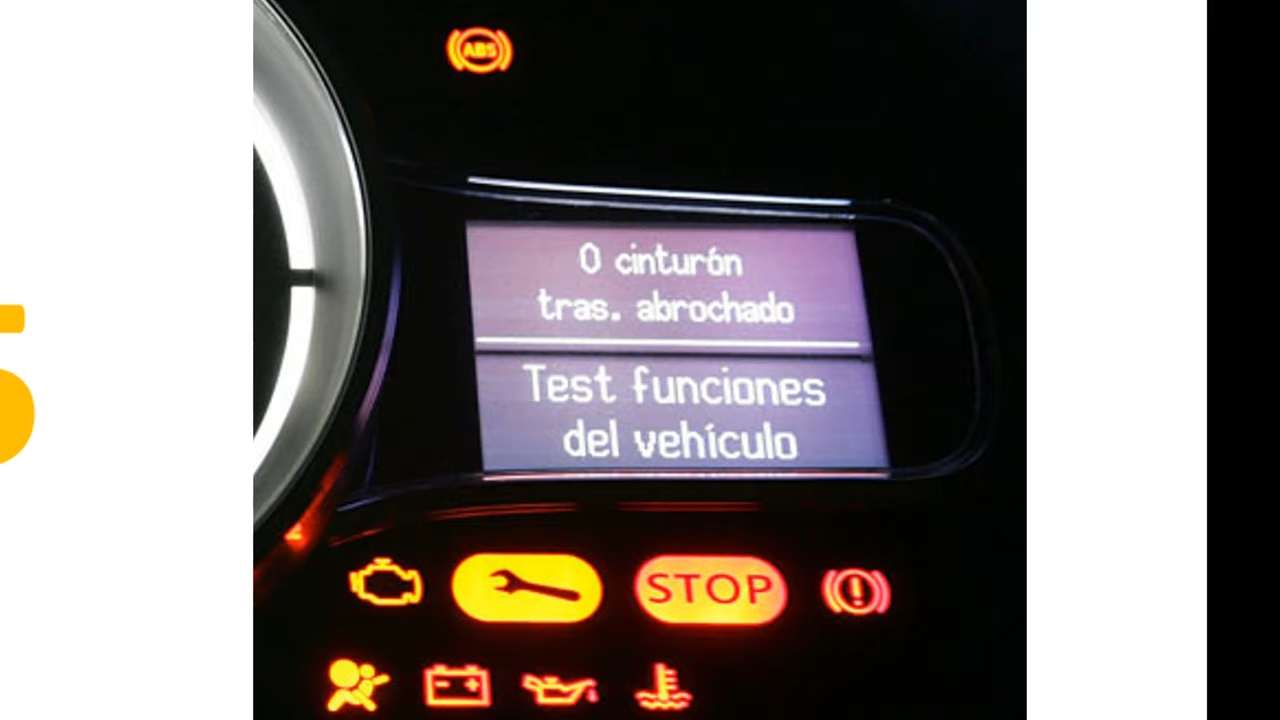 ABS
0 cinturón
tras. abrochado
Test funciones
del vehículo
STOP